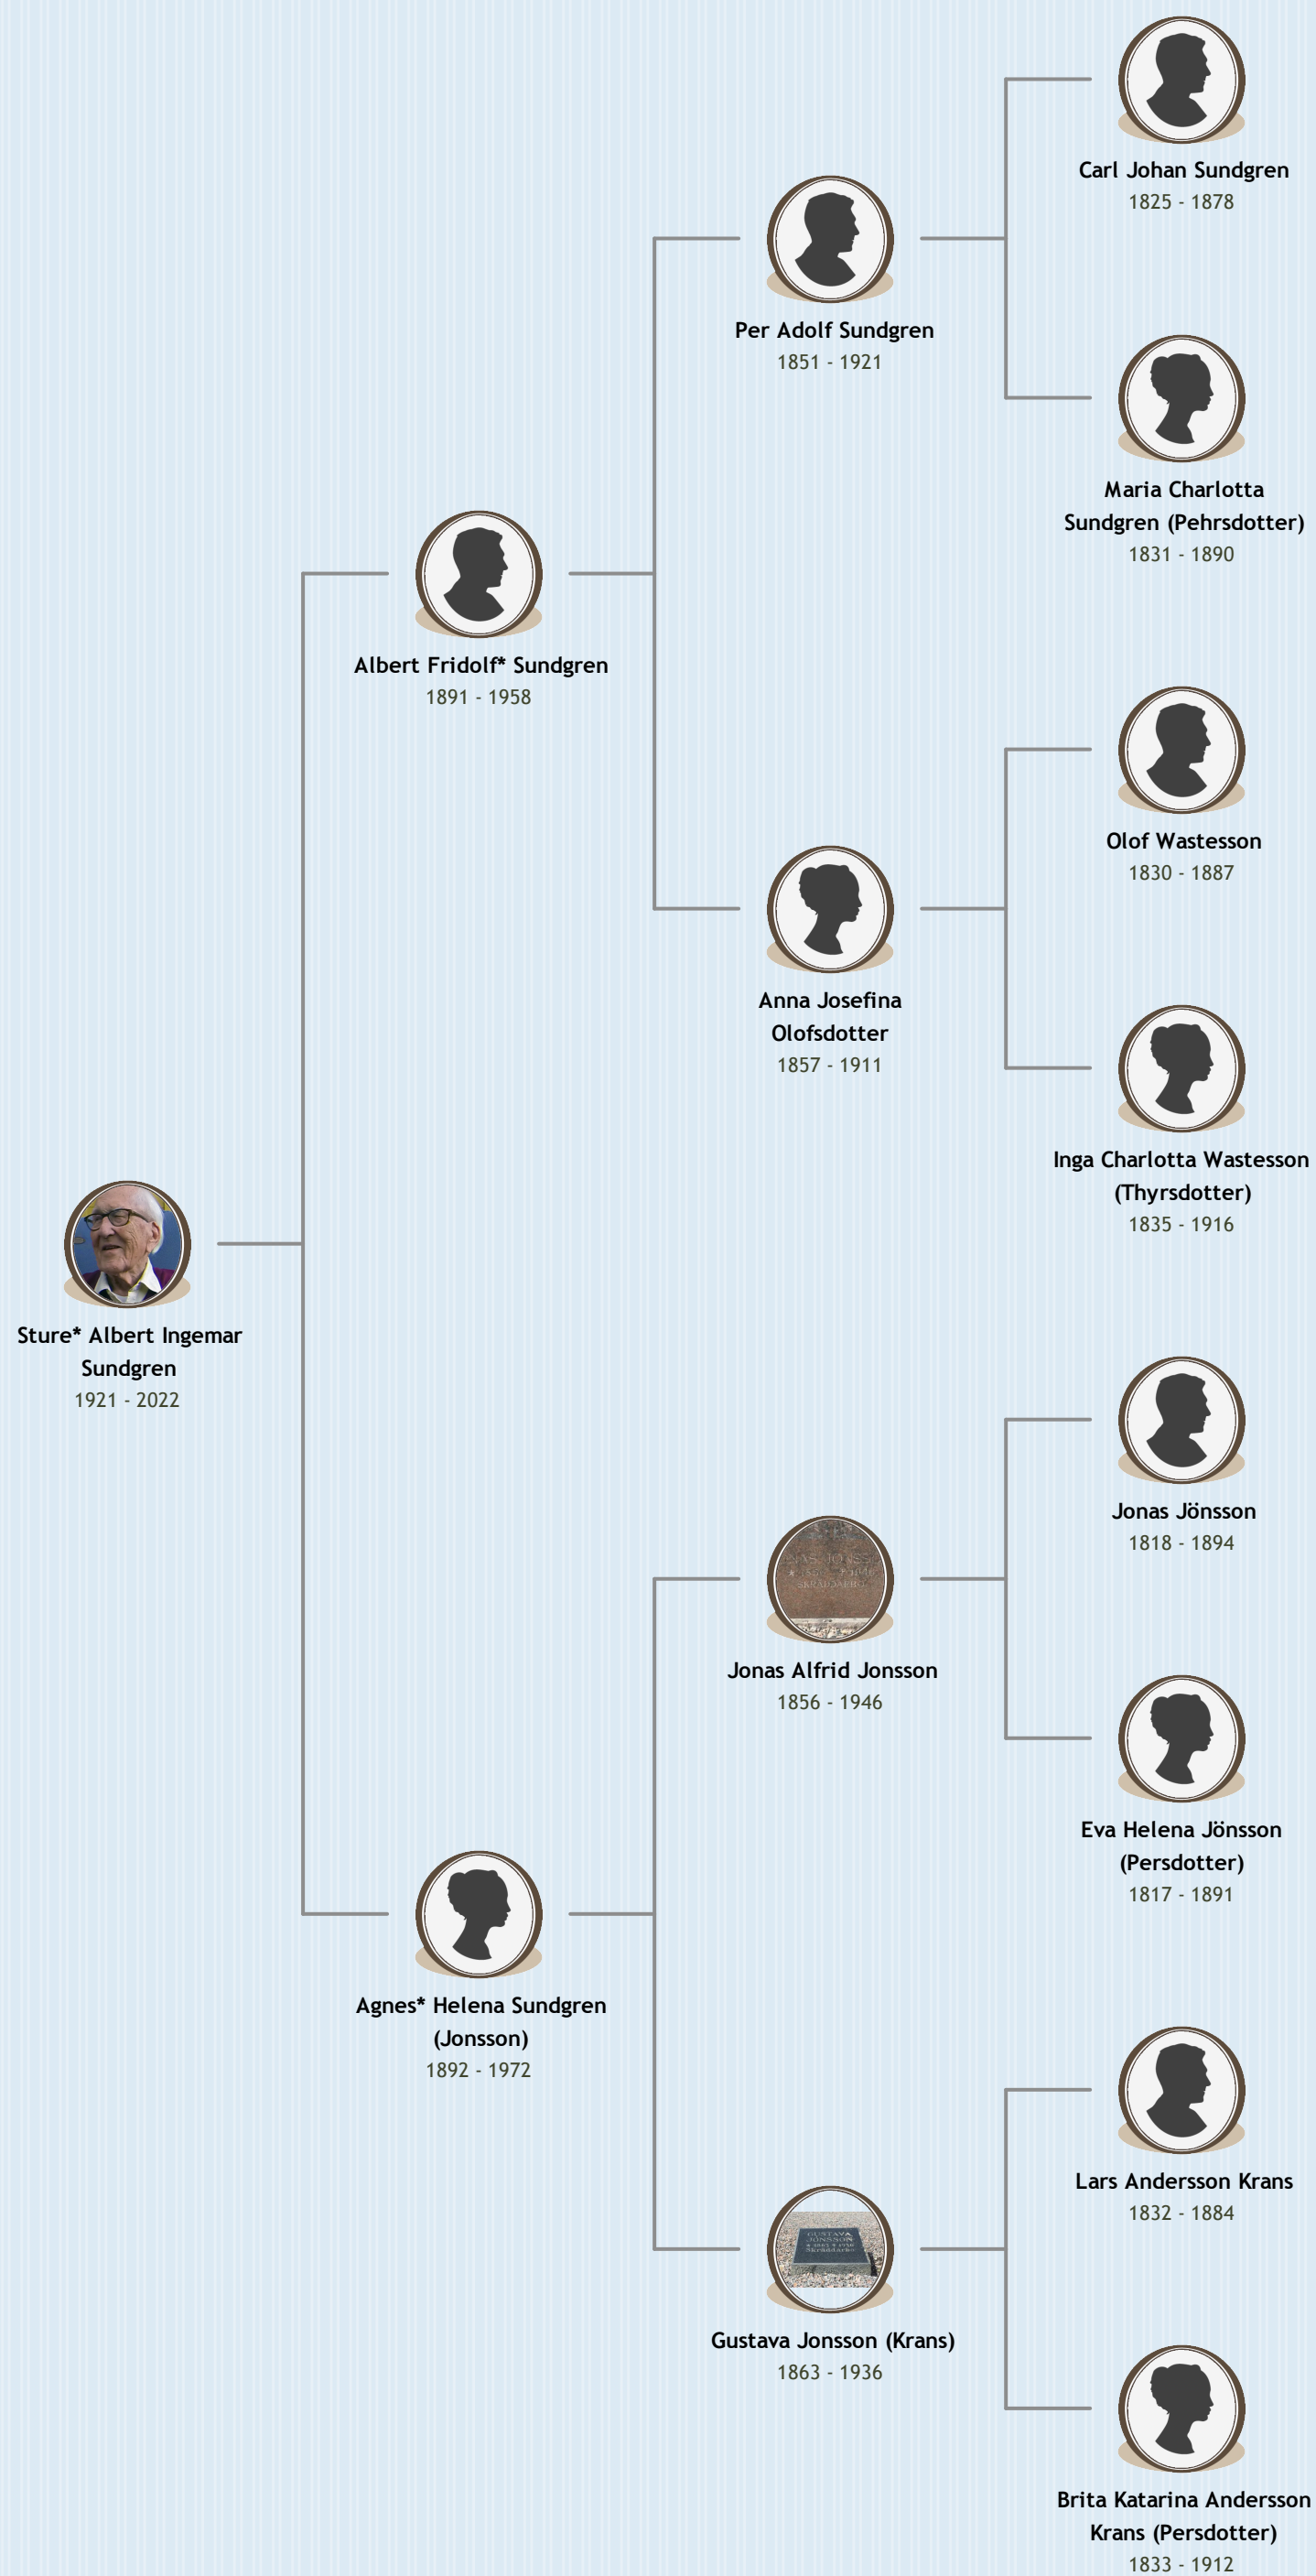 Carl Johan Sundgren
1825 - 1878
Per Adolf Sundgren
1851 - 1921
Maria Charlotta
Sundgren (Pehrsdotter)
1831 - 1890
Albert Fridolf* Sundgren
1891 - 1958
Olof Wastesson
1830 - 1887
Anna Josefina
Olofsdotter
1857 - 1911
Inga Charlotta Wastesson
(Thyrsdotter)
1835 - 1916
Sture* Albert Ingemar
Sundgren
1921 - 2022
Jonas Jönsson
1818 - 1894
Jonas Alfrid Jonsson
1856 - 1946
Eva Helena Jönsson
(Persdotter)
1817 - 1891
Agnes* Helena Sundgren
(Jonsson)
1892 - 1972
Lars Andersson Krans
1832 - 1884
GUSTAVA
JONSSON
Gustava Jonsson (Krans)
1863 - 1936
Brita Katarina Andersson
Krans (Persdotter)
1833 - 1912